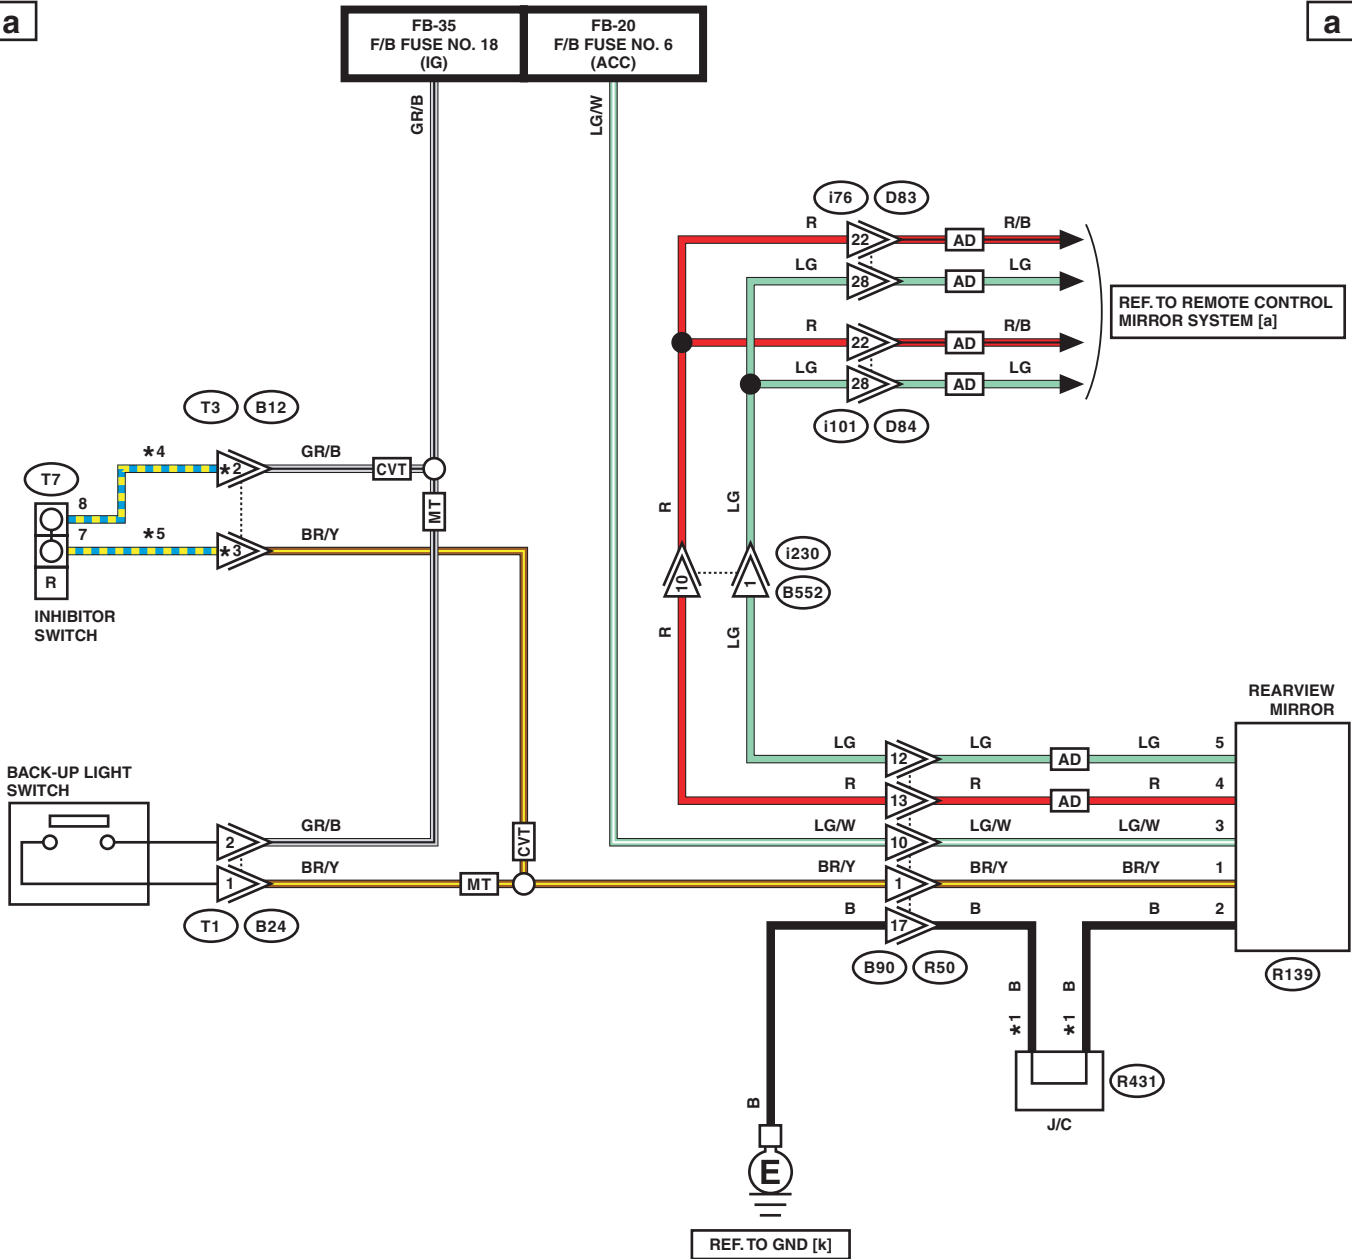 a
a
FB-35
F/B FUSE NO. 18
(IG)
FB-20
F/B FUSE NO. 6
(ACC)
GR/B
LG/W
i76
D83
R
22
AD
R/B
LG
28
AD
LG
REF. TO REMOTE CONTROL
MIRROR SYSTEM [a]
R
22
AD
R/B
LG
28
AD
LG
i101
D84
T3
B12
*4
*2
GR/B
CVT
T7
8
MT
7
*5
*3
BR/Y
R
INHIBITOR
SWITCH
R
LG
10
1
i230
B552
R
LG
REARVIEW
MIRROR
LG
12
LG
AD
LG
5
R
13
R
AD
R
4
BACK-UP LIGHT
SWITCH
2
GR/B
CVT
LG/W
10
LG/W
LG/W
3
1
BR/Y
MT
BR/Y
1
BR/Y
BR/Y
1
T1
B24
B
17
B
B
2
B90
R50
R139
B
*1
B
*1
R431
J/C
B
E
REF. TO GND [k]